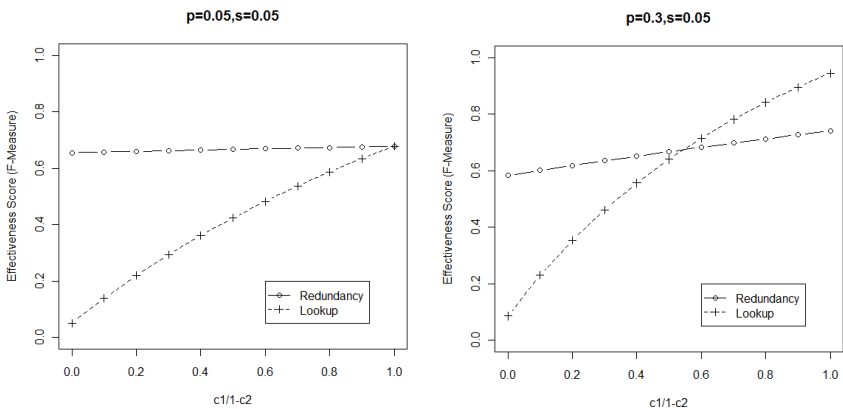 p=0.05,s=0.05
Effectiveness Score (F-Measure)
1.0
0.8
0.6
0.4
0.2
0.0
Redundancy
Lookup
0.0 0.2 0.4 0.6 0.8 1.0
c1/1-c2
p=0.3,s=0.05
Effectiveness Score (F-Measure)
1.0
0.8
0.6
0.4
0.2
0.0
Redundancy
Lookup
0.0 0.2 0.4 0.6 0.8 1.0
c1/1-c2